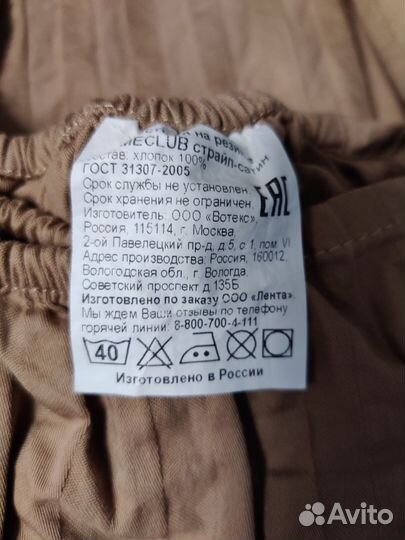 на рези
MECLUB страйп-сатин
состав: хлопок 100%
ГОСТ 31307-2005
Срок службы не установлен.
Срок хранения не ограничен.
Изготовитель: ООО «Вотекс»,
Россия, 115114, г. Москва,
2-ой Павелецкий пр-д, д.5, с 1, пом. VI
Адрес производства: Россия, 160012,
Вологодская обл., г. Вологда,
Советский проспект д 135Б
Изготовлено по заказу ООО «Лента».
Мы ждем Ваши отзывы по телефону
горячей линии: 8-800-700-4-111
40
Изготовлено в России
EAC
Avito